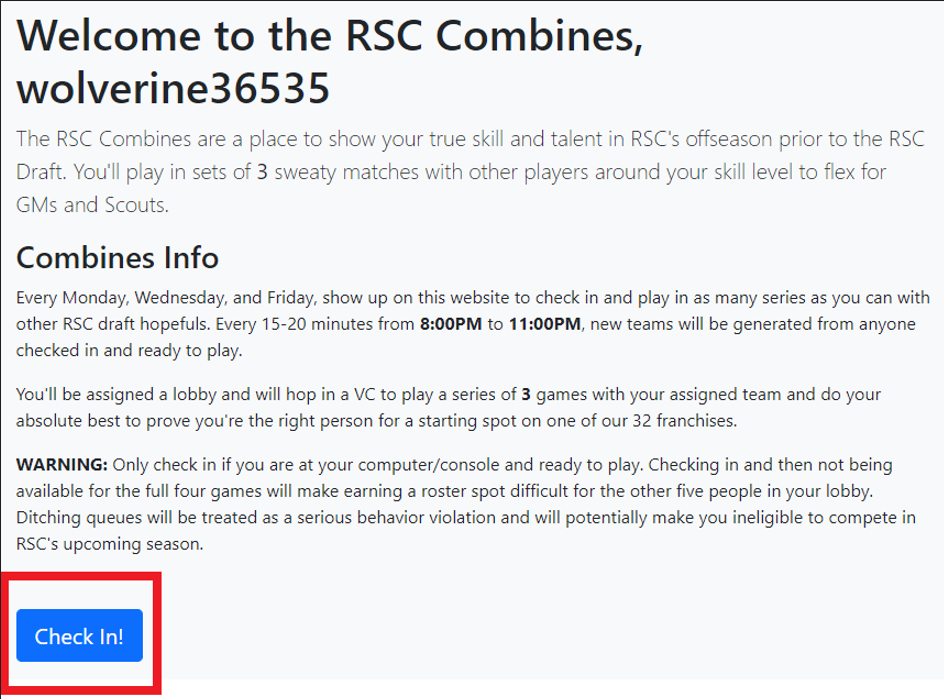 Welcome to the RSC Combines,
wolverine36535
The RSC Combines are a place to show your true skill and talent in RSC's offseason prior to the RSC
Draft. You'll play in sets of 3 sweaty matches with other players around your skill level to flex for
GMs and Scouts.
Combines Info
Every Monday, Wednesday, and Friday, show up on this website to check in and play in as many series as you can with
other RSC draft hopefuls. Every 15-20 minutes from 8:00PM to 11:00PM, new teams will be generated from anyone
checked in and ready to play.
You'll be assigned a lobby and will hop in a VC to play a series of 3 games with your assigned team and do your
absolute best to prove you're the right person for a starting spot on one of our 32 franchises.
WARNING: Only check in if you are at your computer/console and ready to play. Checking in and then not being
available for the full four games will make earning a roster spot difficult for the other five people in your lobby.
Ditching queues will be treated as a serious behavior violation and will potentially make you ineligible to compete in
RSC's upcoming season.
Check In!